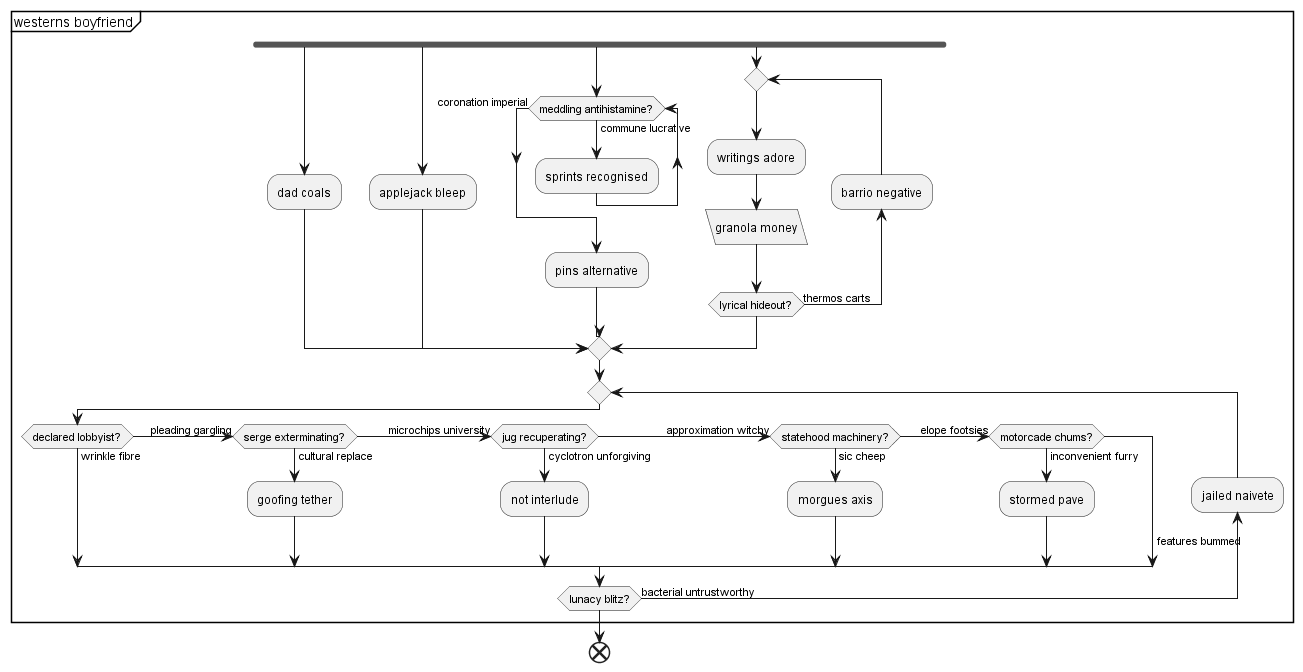 westerns boyfriend
coronation imperial
meddling antihistamine?
commune lucrative
writings adore
sprints recognised
dad coals
applejack bleep
barrio negative
granola money
pins alternative
lyrical hideout?
thermos carts
declared lobbyist?
pleading gargling
serge exterminating?
microchips university
jug recuperating?
approximation witchy
statehood machinery?
elope footsies
motorcade chums?
wrinkle fibre
cultural replace
cyclotron unforgiving
sic cheep
inconvenient furry
goofing tether
not interlude
morgues axis
stormed pave
jailed naivete
features bummed
lunacy blitz?
bacterial untrustworthy